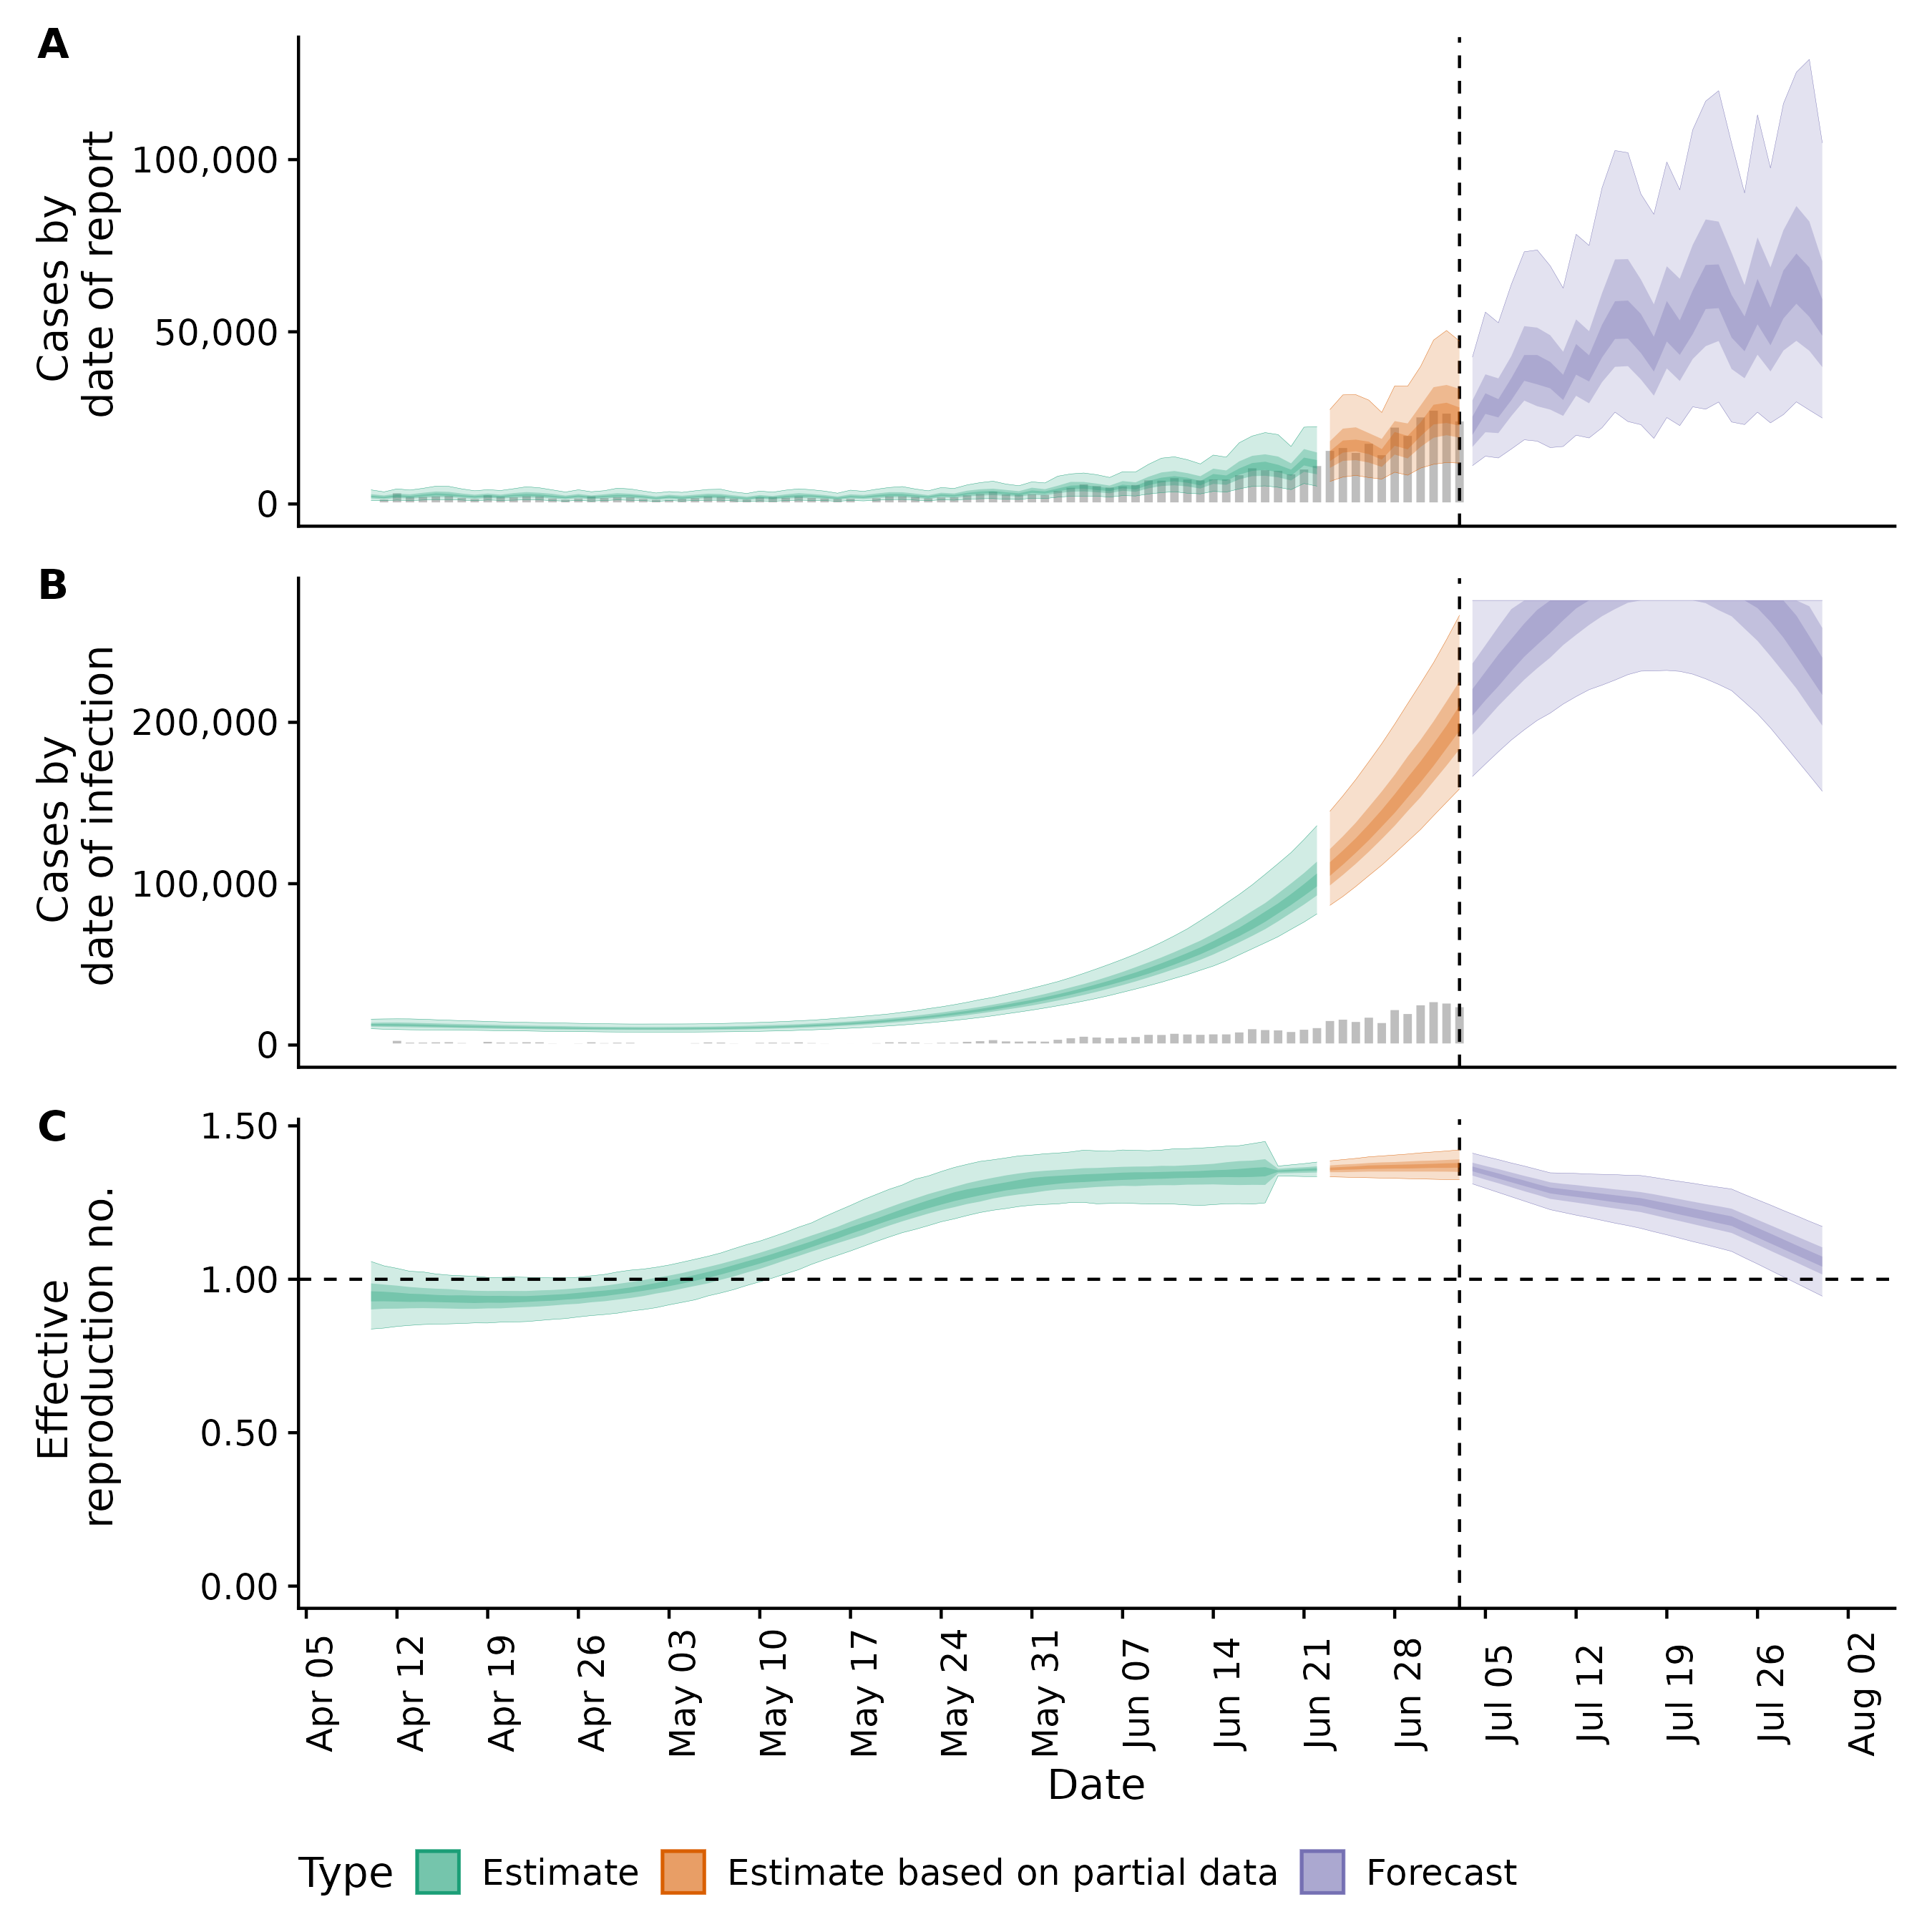 A
Cases by
date of report
100,000
50,000
0
B
Cases by
date of infection
200,000
100,000
0
C
Effective
reproduction no.
1.50
1.00
0.50
0.00
Apr 05
Apr 12
Apr 19
Apr 26
May 03
May 10
May 17
May 24
May 31
Jun 07
Jun 14
Jun 21
Jun 28
Jul 05
Jul 12
Jul 19
Jul 26
Aug 02
Date
Type Estimate Estimate based on partial data Forecast